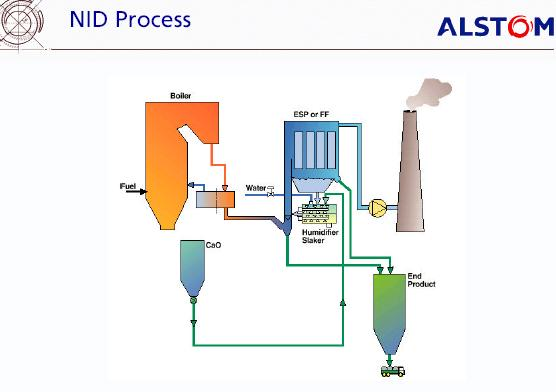 NID Process
ALSTOM
Boiler
ESP or FF
Fuel
Water
Humidifier
Slaker
CaO
End
Product